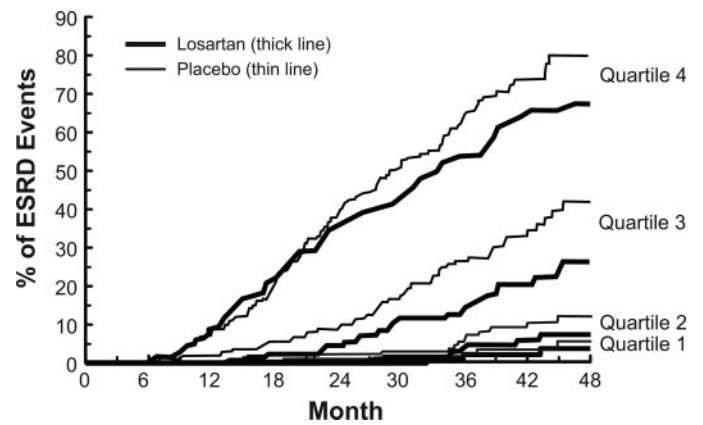 90
80
70
60
50
40
30
20
10
0
% of ESRD Events
Losartan (thick line)
Placebo (thin line)
Quartile 4
Quartile 3
Quartile 2
Quartile 1
0 6 12 18 24 30 36 42 48
Month